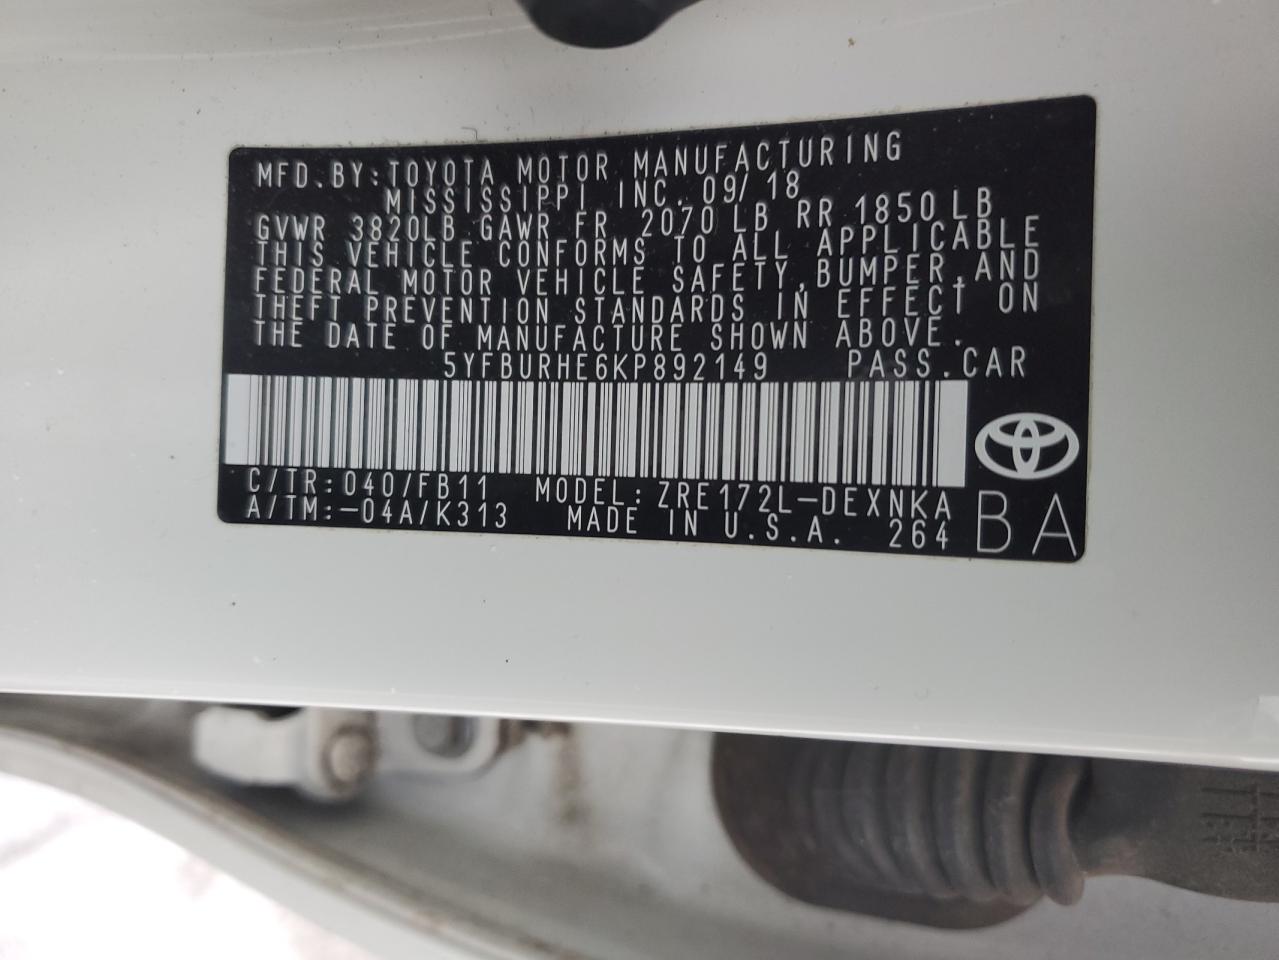 MFD.BY:TOYOTA MOTOR MANUFACTURING
MISSISSIPPI INC. 09/18
GVWR 3820LB GAWR FR 2070 LB RR 1850LB
THIS VEHICLE CONFORMS TO ALL APPLICABLE
FEDERAL MOTOR VEHICLE SAFETY,BUMPER,AND
THEFT PREVENTION STANDARDS IN EFFECT ON
THE DATE OF MANUFACTURE SHOWN ABOVE.
5YFBURHE6KP892149 PASS.CAR
C/TR:040/FB11 MODEL:ZRE172L-DEXNKA
A/TM:-04A/K313 MADE IN U.S.A. 264
BA